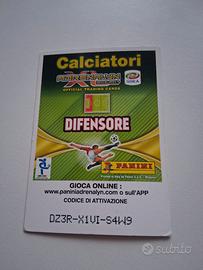 Calciatori
ADRENALYN
XL
OFFICIAL TRADING CARDS
SERIE A
DIFENSORE
PANINI
GIOCA ONLINE :
www.paniniadrenalyn.com o sull'APP
CODICE DI ATTIVAZIONE
DZ3R-X1VI-S4W9
subito